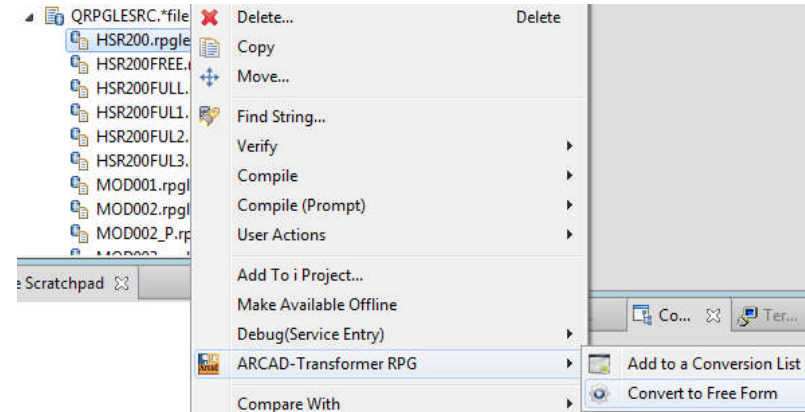 QRPGLESRC.*file
HSR200.rpgle
HSR200FREE.
HSR200FULL.
HSR200FUL1.
HSR200FUL2.
HSR200FUL3.
MOD001.rpgl
MOD002.rpgl
MOD002_P.rp
Scratchpad
Delete... Delete
Copy
Move...
Find String...
Verify
Compile
Compile (Prompt)
User Actions
Add To i Project...
Make Available Offline
Debug(Service Entry)
Arcad ARCAD-Transformer RPG
Compare With
Co... Ter...
Add to a Conversion List
Convert to Free Form